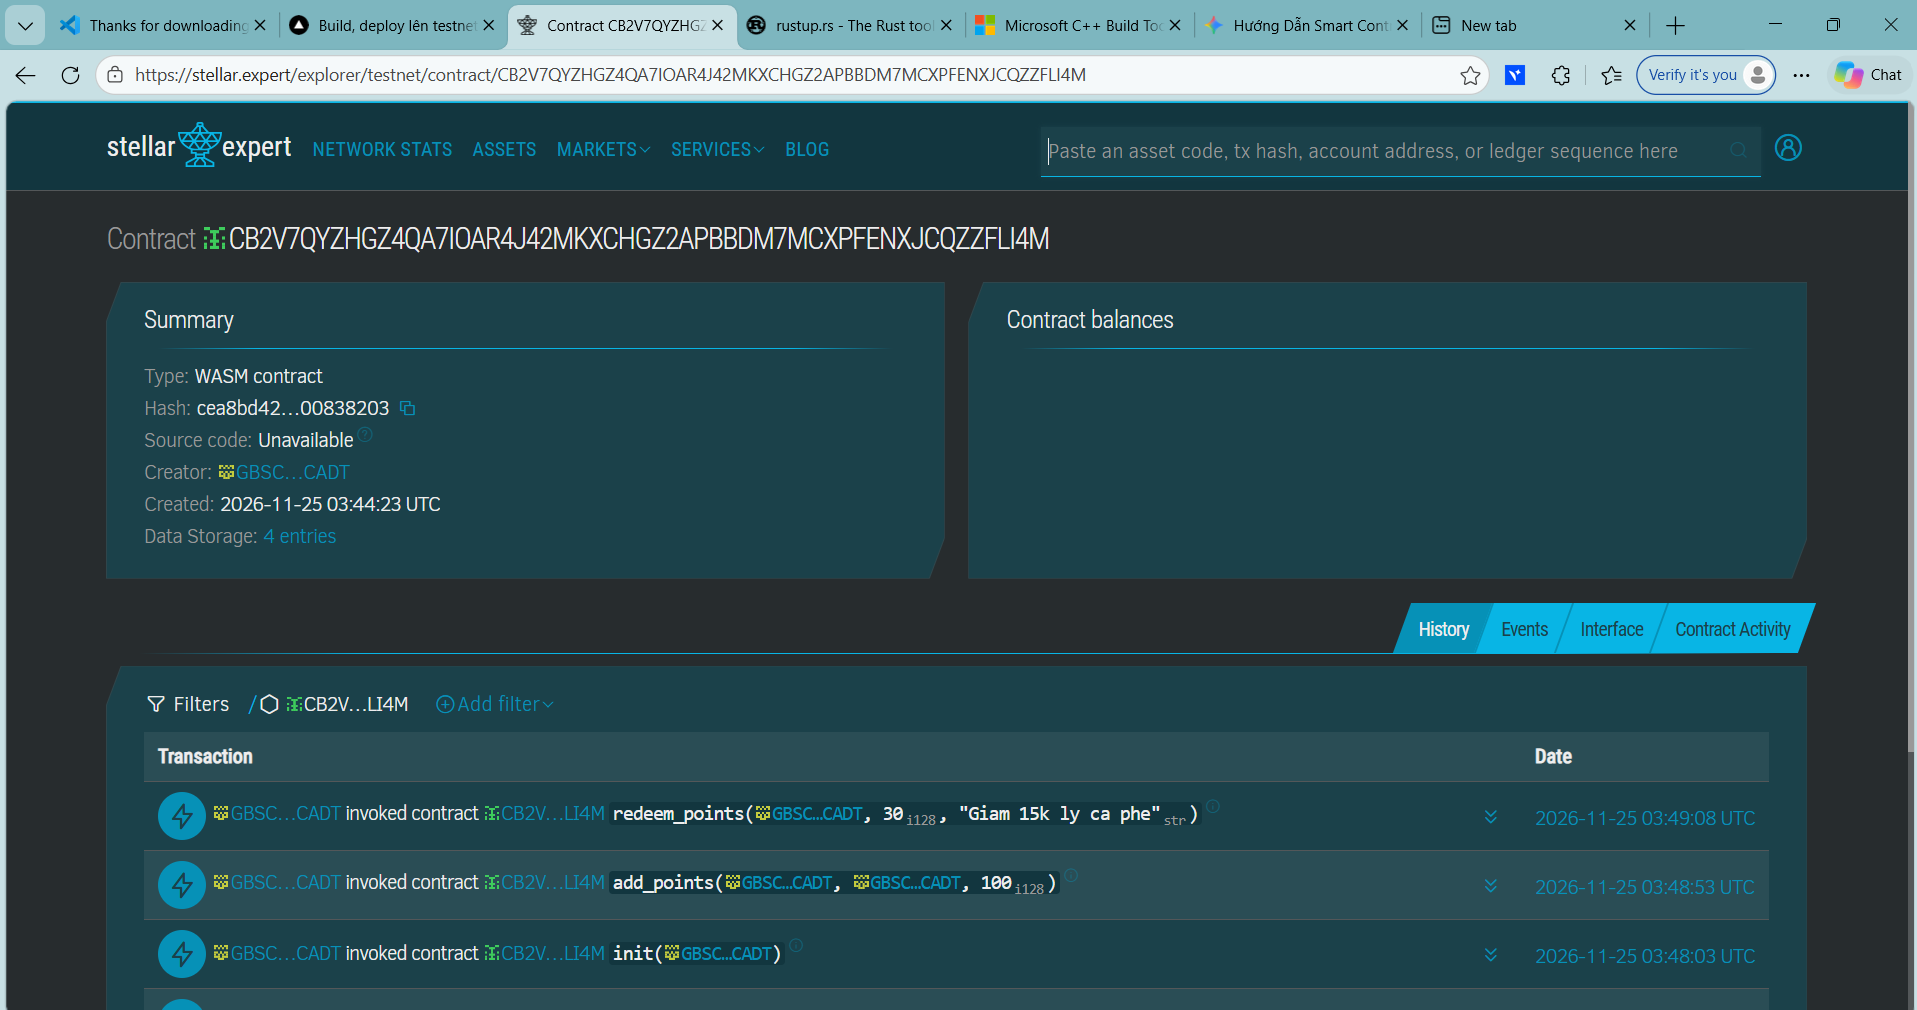 Thanks for downloading
Build, deploy lên testnet
Contract CB2V7QYZHGZ
rustup.rs - The Rust tool
Microsoft C++ Build Too
Hướng Dẫn Smart Cont
New tab
https://stellar.expert/explorer/testnet/contract/CB2V7QYZHGZ4QA7IOAR4J42MKXCHGZ2APBBDM7MCXPFENXJCQZZFLI4M
Verify it's you
Chat
stellar expert
NETWORK STATS
ASSETS
MARKETS
SERVICES
BLOG
Paste an asset code, tx hash, account address, or ledger sequence here
Contract CB2V7QYZHGZ4QA7IOAR4J42MKXCHGZ2APBBDM7MCXPFENXJCQZZFLI4M
Summary
Type: WASM contract
Hash: cea8bd42…00838203
Source code: Unavailable
Creator: GBSC…CADT
Created: 2026-11-25 03:44:23 UTC
Data Storage: 4 entries
Contract balances
History
Events
Interface
Contract Activity
Filters / CB2V…LI4M Add filter
Transaction Date
GBSC…CADT invoked contract CB2V…LI4M redeem_points(GBSC…CADT, 30i128, "Giam 15k ly ca phe"str) 2026-11-25 03:49:08 UTC
GBSC…CADT invoked contract CB2V…LI4M add_points(GBSC…CADT, GBSC…CADT, 100i128) 2026-11-25 03:48:53 UTC
GBSC…CADT invoked contract CB2V…LI4M init(GBSC…CADT) 2026-11-25 03:48:03 UTC